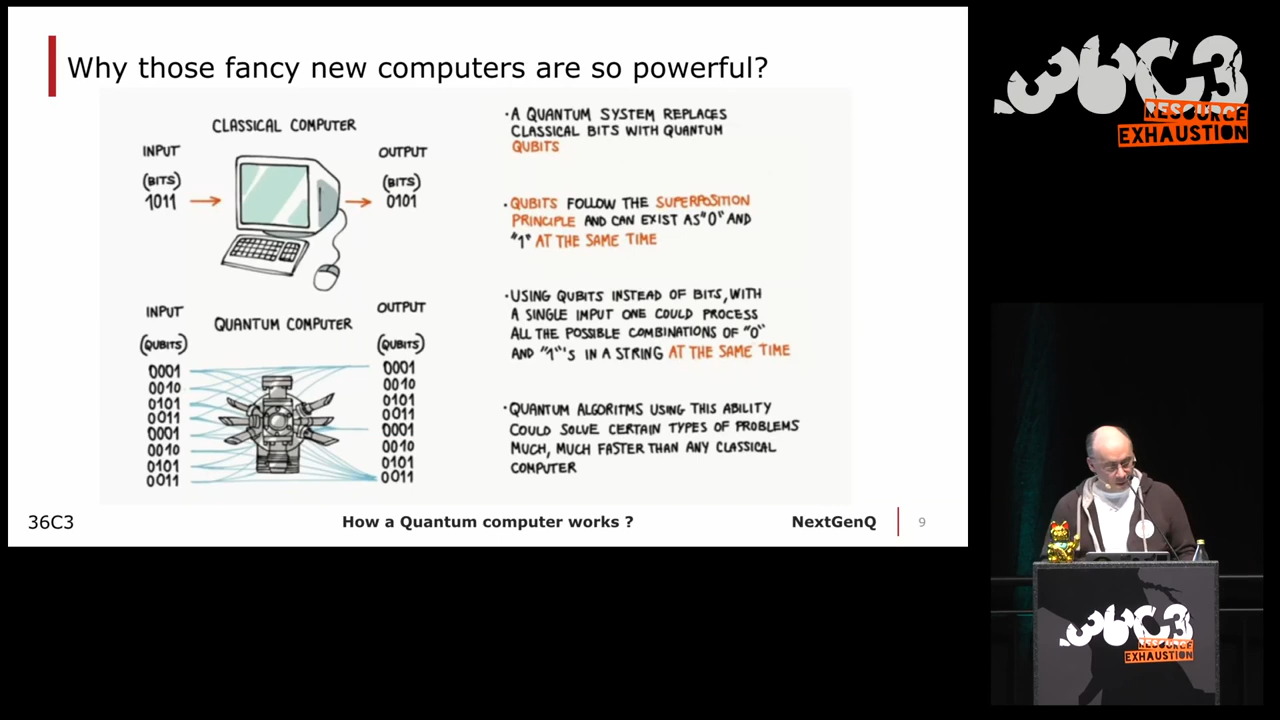 Why those fancy new computers are so powerful?
CLASSICAL COMPUTER
INPUT
(BITS)
1011
OUTPUT
(BITS)
0101
QUANTUM COMPUTER
INPUT
(QUBITS)
0001
0010
0101
0011
0001
0010
0101
0011
OUTPUT
(QUBITS)
0001
0010
0101
0011
0001
0010
0101
0011
·A QUANTUM SYSTEM REPLACES
CLASSICAL BITS WITH QUANTUM
QUBITS
·QUBITS FOLLOW THE SUPERPOSITION
PRINCIPLE AND CAN EXIST AS "0" AND
"1" AT THE SAME TIME
·USING QUBITS INSTEAD OF BITS, WITH
A SINGLE IMPUT ONE COULD PROCESS
ALL THE POSSIBLE COMBINATIONS OF "0"
AND "1"'S IN A STRING AT THE SAME TIME
·QUANTUM ALGORITMS USING THIS ABILITY
COULD SOLVE CERTAIN TYPES OF PROBLEMS
MUCH, MUCH FASTER THAN ANY CLASSICAL
COMPUTER
36C3
How a Quantum computer works ?
NextGenQ
9
36C3
RESOURCE
EXHAUSTION
36C3
RESOURCE
EXHAUSTION